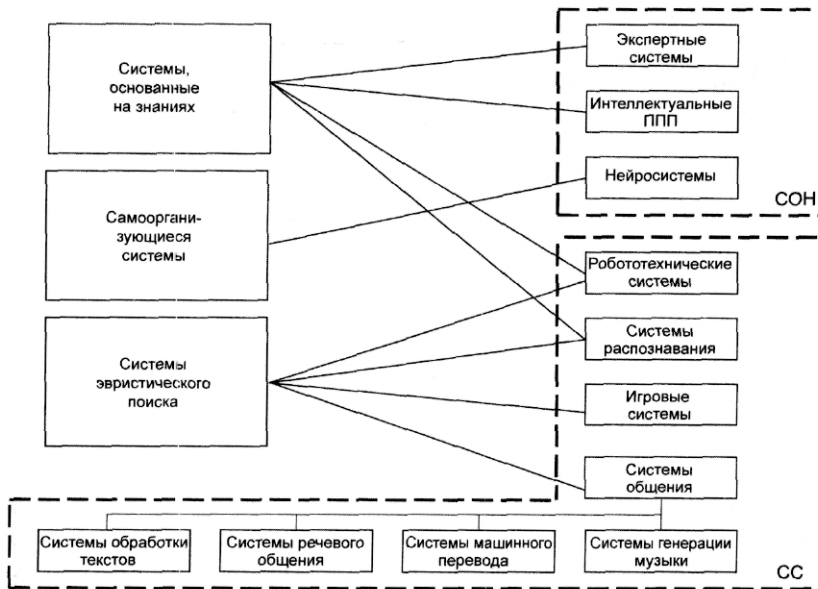 Системы,
основанные
на знаниях
Экспертные
системы
Интеллектуальные
ППП
Нейросистемы
СОН
Самооргани-
зующиеся
системы
Робототехнические
системы
Системы
эвристического
поиска
Системы
распознавания
Игровые
системы
Системы
общения
Системы обработки
текстов
Системы речевого
общения
Системы машинного
перевода
Системы генерации
музыки
СС